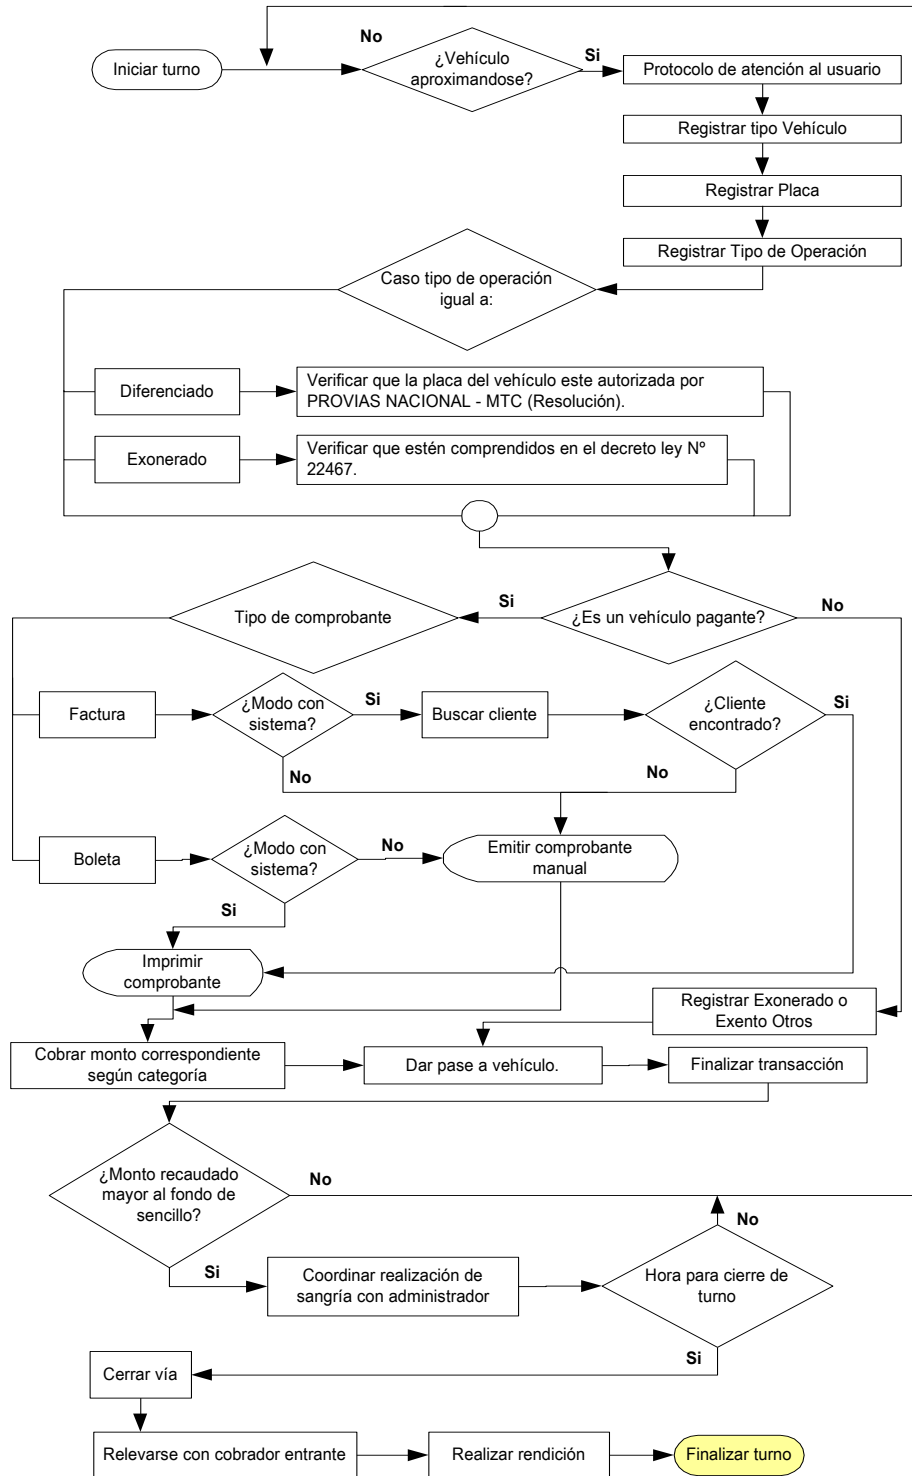 No
Si
Iniciar turno
¿Vehículo
aproximandose?
Protocolo de atención al usuario
Registrar tipo Vehículo
Registrar Placa
Registrar Tipo de Operación
Caso tipo de operación
igual a:
Diferenciado
Verificar que la placa del vehículo este autorizada por
PROVIAS NACIONAL - MTC (Resolución).
Exonerado
Verificar que estén comprendidos en el decreto ley Nº
22467.
Tipo de comprobante
Si
¿Es un vehículo pagante?
No
Factura
¿Modo con
sistema?
Si
Buscar cliente
¿Cliente
encontrado?
Si
No
No
Boleta
¿Modo con
sistema?
No
Emitir comprobante
manual
Si
Imprimir
comprobante
Registrar Exonerado o
Exento Otros
Cobrar monto correspondiente
según categoría
Dar pase a vehículo.
Finalizar transacción
¿Monto recaudado
mayor al fondo de
sencillo?
No
No
Si
Coordinar realización de
sangría con administrador
Hora para cierre de
turno
Si
Cerrar vía
Relevarse con cobrador entrante
Realizar rendición
Finalizar turno